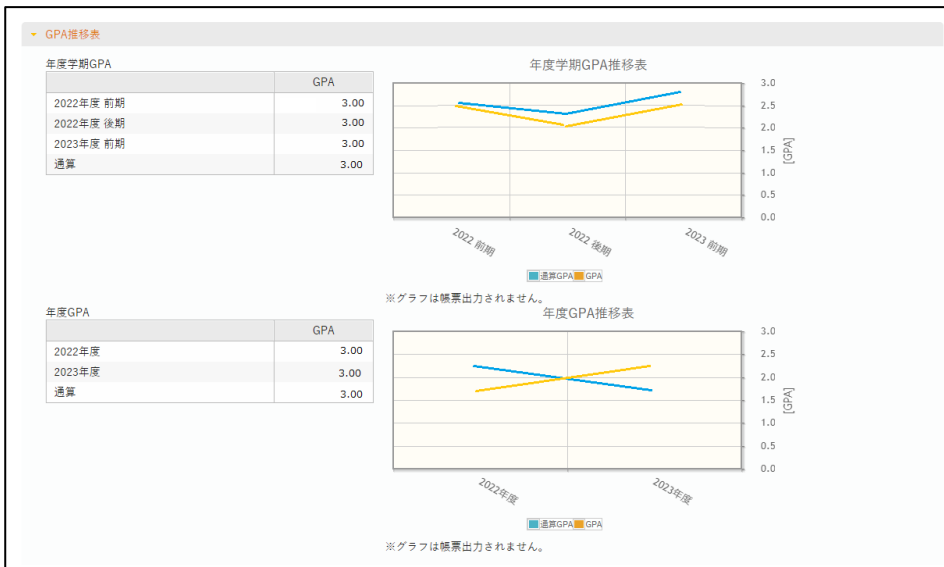 GPA推移表
年度学期GPA
GPA
2022年度 前期 3.00
2022年度 後期 3.00
2023年度 前期 3.00
通算 3.00
年度学期GPA推移表
3.0
2.5
2.0
1.5
1.0
0.5
0.0
[GPA]
2022 前期
2022 後期
2023 前期
通算GPA GPA
※グラフは帳票出力されません。
年度GPA
GPA
2022年度 3.00
2023年度 3.00
通算 3.00
年度GPA推移表
3.0
2.5
2.0
1.5
1.0
0.5
0.0
[GPA]
2022年度
2023年度
通算GPA GPA
※グラフは帳票出力されません。